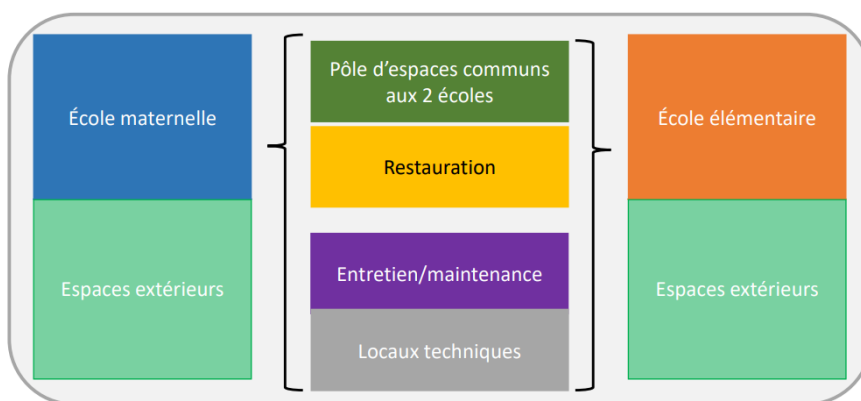 École maternelle
Espaces extérieurs
Pôle d'espaces communs
aux 2 écoles
Restauration
Entretien/maintenance
Locaux techniques
École élémentaire
Espaces extérieurs